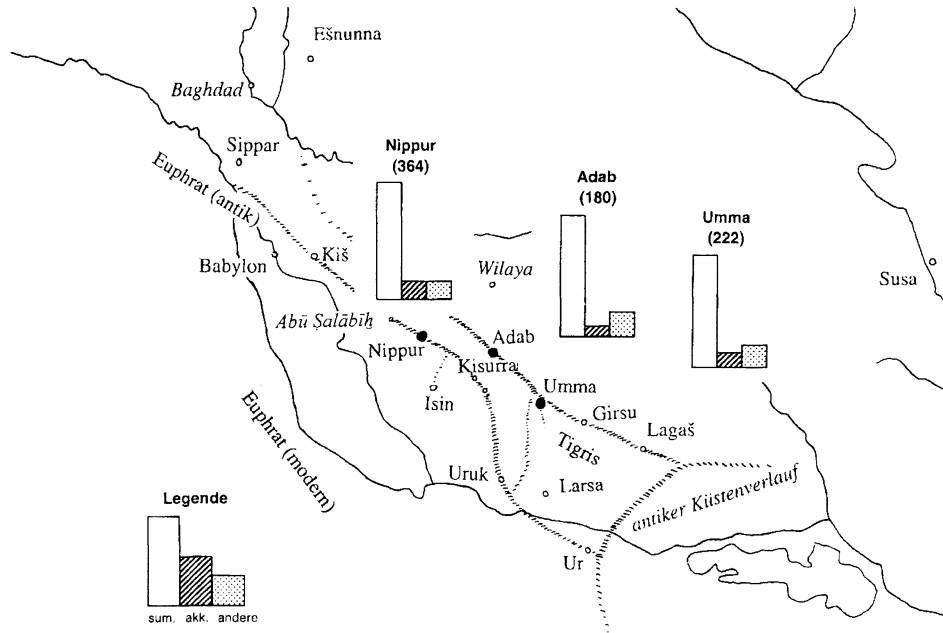 Ešnunna
Baghdad
Sippar
Euphrat (antik)
Babylon
Kiš
Nippur
(364)
Adab
(180)
Umma
(222)
Wilaya
Susa
Abū Ṣalābīḫ
Nippur
Adab
Kisurra
Isin
Umma
Girsu
Lagaš
Tigris
Euphrat (modern)
Uruk
Larsa
antiker Küstenverlauf
Ur
Legende
sum. akk. andere